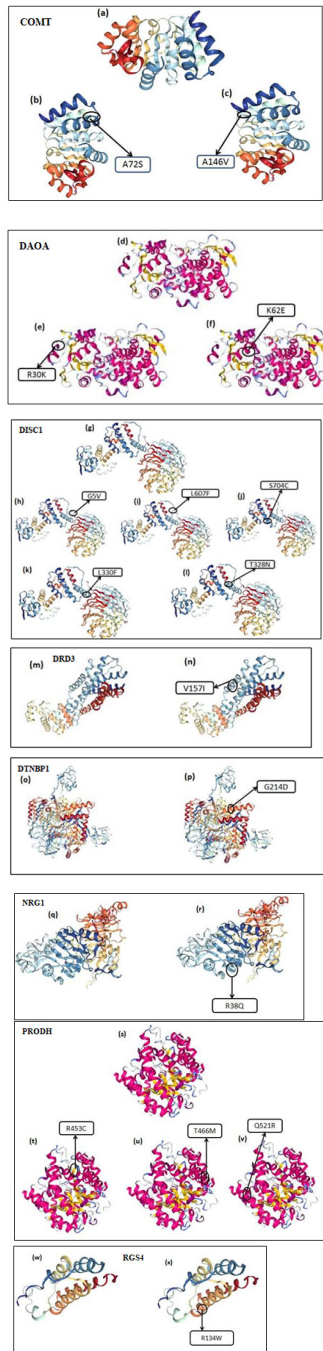 COMT
(a)
(b)
(c)
A72S
A146V
DAOA
(d)
K62E
(e)
(f)
R30K
DISC1
(g)
G5V
L607F
S704C
(h)
(i)
(j)
L330F
T328N
(k)
(l)
DRD3
(m)
(n)
V157I
DTNBP1
(o)
(p)
G214D
NRG1
(q)
(r)
R38Q
PRODH
(s)
R453C
T466M
Q521R
(t)
(u)
(v)
(w)
RGS4
(x)
R134W